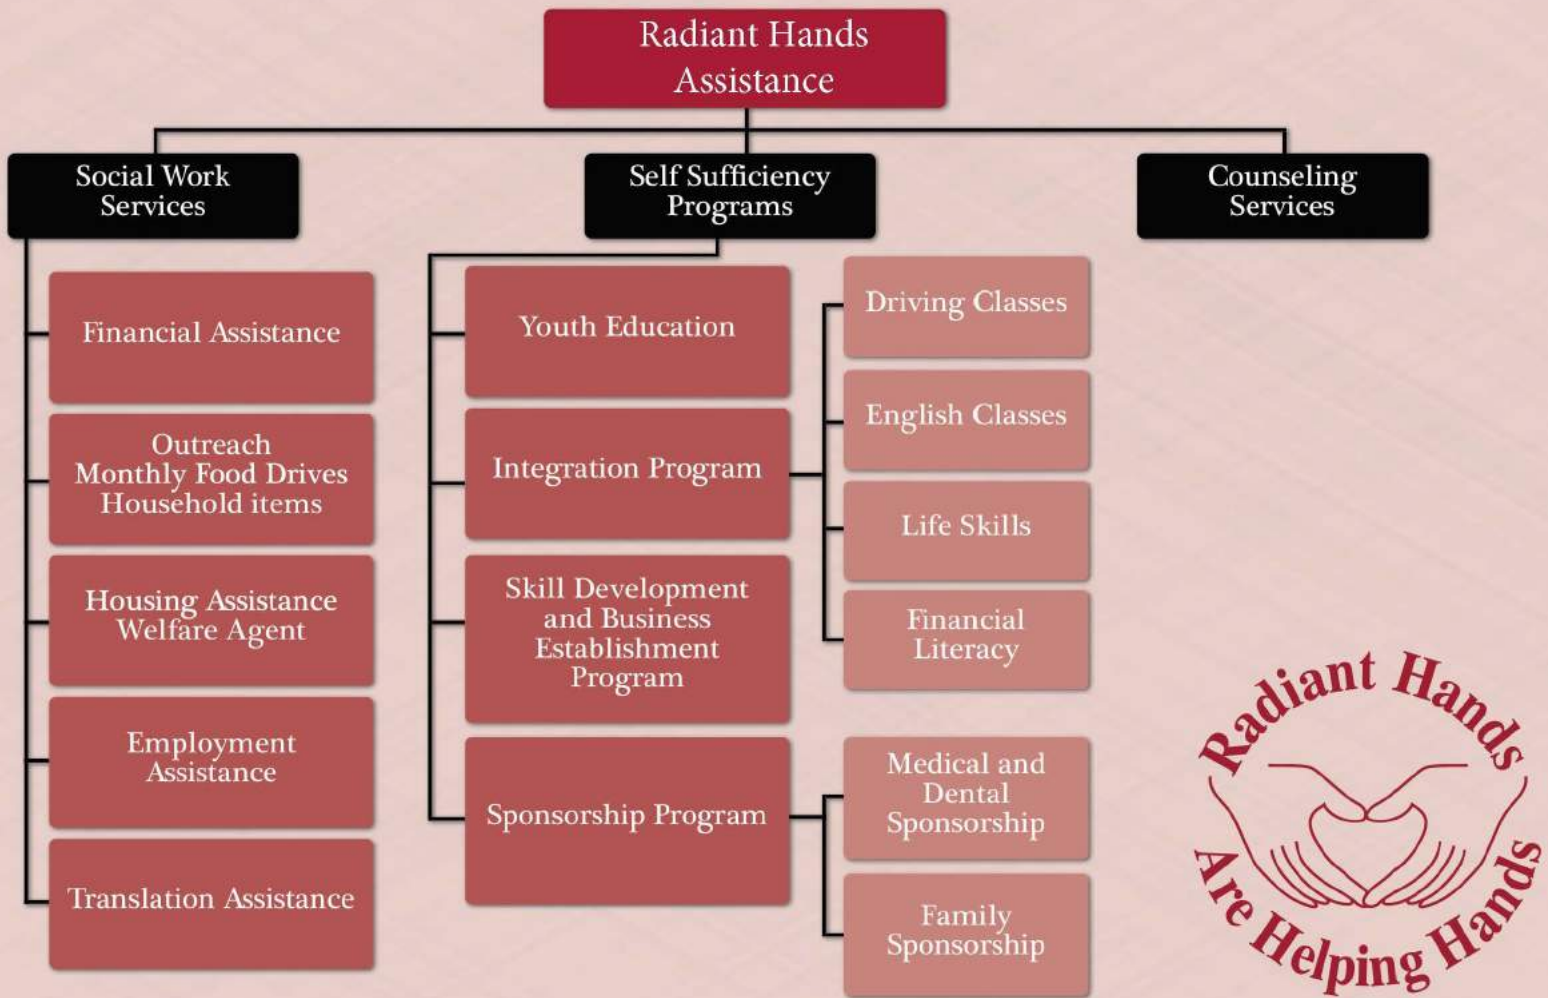 Radiant Hands
Assistance
Social Work
Services
Financial Assistance
Outreach
Monthly Food Drives
Household items
Housing Assistance
Welfare Agent
Employment
Assistance
Translation Assistance
Self Sufficiency
Programs
Youth Education
Integration Program
Driving Classes
English Classes
Life Skills
Financial
Literacy
Skill Development
and Business
Establishment
Program
Sponsorship Program
Medical and
Dental
Sponsorship
Family
Sponsorship
Counseling
Services
Radiant Hands
Are Helping Hands